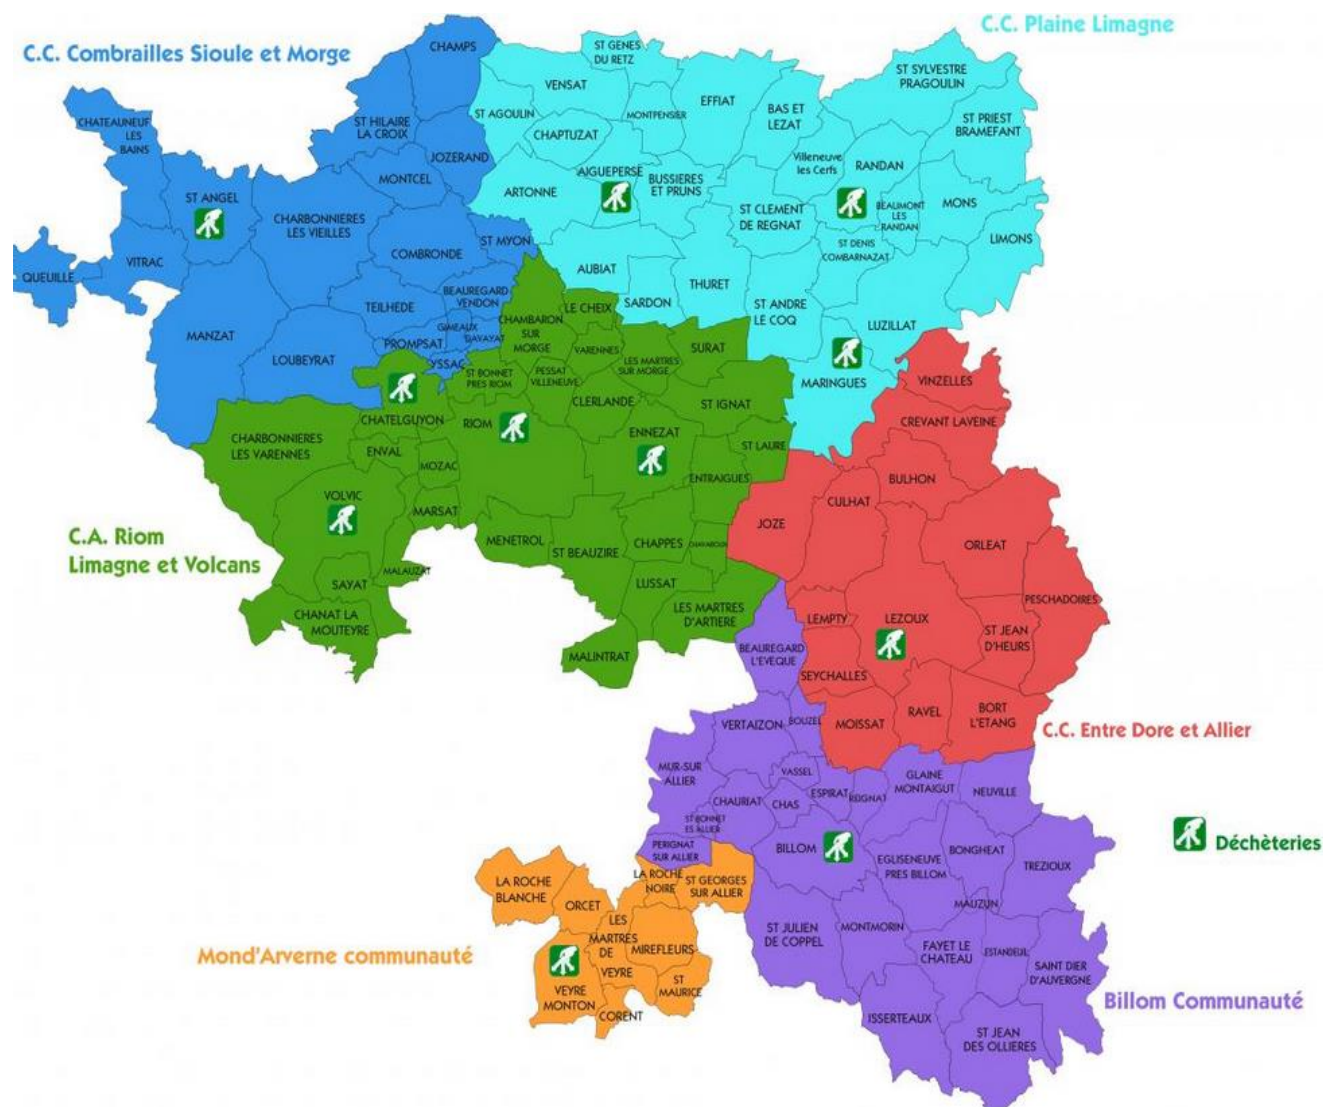 C.C. Plaine Limagne
C.C. Combrailles Sioule et Morge
CHAMPS
ST GENES
DU RETZ
ST SYLVESTRE
PRAGOULIN
VENSAT
EFFIAT
BAS ET
LEZAT
ST AGOULIN
MONTPENSIER
ST PRIEST
BRAMEFANT
CHATEAUNEUF
LES
BAINS
ST HILAIRE
LA CROIX
CHAPTUZAT
JOZERAND
Villeneuve
les Cerfs
RANDAN
MONTCEL
AIGUEPERSE
BUSSIERES
ET PRUNS
ARTONNE
ST ANGEL
CHARBONNIERES
LES VIEILLES
ST CLEMENT
DE REGNAT
BEAUMONT
LES
RANDAN
MONS
LIMONS
ST MYON
COMBRONDE
ST DENIS
COMBARNAZAT
VITRAC
QUEUILLE
AUBIAT
THURET
BEAUREGARD
VENDON
TEILHEDE
SARDON
ST ANDRE
LE COQ
LE CHEIX
CHAMBARON
SUR
MORGE
LUZILLAT
GIMEAUX
DAVAYAT
MANZAT
PROMPSAT
YSSAC
LOUBEYRAT
VARENNES
SURAT
LES MARTRES
SUR MORGE
ST BONNET
PRES RIOM
PESSAT
VILLENEUVE
MARINGUES
VINZELLES
CLERLANDE
ST IGNAT
CHATELGUYON
RIOM
ENNEZAT
CREVANT LAVEINE
CHARBONNIERES
LES VARENNES
ENVAL
MOZAC
ST LAURE
ENTRAIGUES
BULHON
VOLVIC
CULHAT
MARSAT
JOZE
C.A. Riom
Limagne et Volcans
MENETROL
ST BEAUZIRE
CHAPPES
ORLEAT
MALAUZAT
SAYAT
LUSSAT
PESCHADOIRES
CHANAT LA
MOUTEYRE
LES MARTRES
D'ARTIERE
LEMPTY
LEZOUX
ST JEAN
D'HEURS
MALINTRAT
BEAUREGARD
L'EVEQUE
SEYCHALLES
MOISSAT
RAVEL
BORT
L'ETANG
VERTAIZON
BOUZEL
C.C. Entre Dore et Allier
MUR-SUR
ALLIER
VASSEL
GLAINE
MONTAIGUT
NEUVILLE
CHAURIAT
CHAS
ESPIRAT
REIGNAT
ST BONNET
ES ALLIER
PERIGNAT
SUR ALLIER
BILLOM
EGLISENEUVE
PRES BILLOM
BONGHEAT
TREZIOUX
Déchèteries
LA ROCHE
BLANCHE
LA ROCHE
NOIRE
ST GEORGES
SUR ALLIER
ORCET
LES
MARTRES
DE
VEYRE
MIREFLEURS
MAUZUN
ST JULIEN
DE COPPEL
MONTMORIN
FAYET LE
CHATEAU
ESTANDEUIL
SAINT DIER
D'AUVERGNE
Mond'Arverne communauté
VEYRE
MONTON
ST
MAURICE
CORENT
Billom Communauté
ISSERTEAUX
ST JEAN
DES OLLIERES